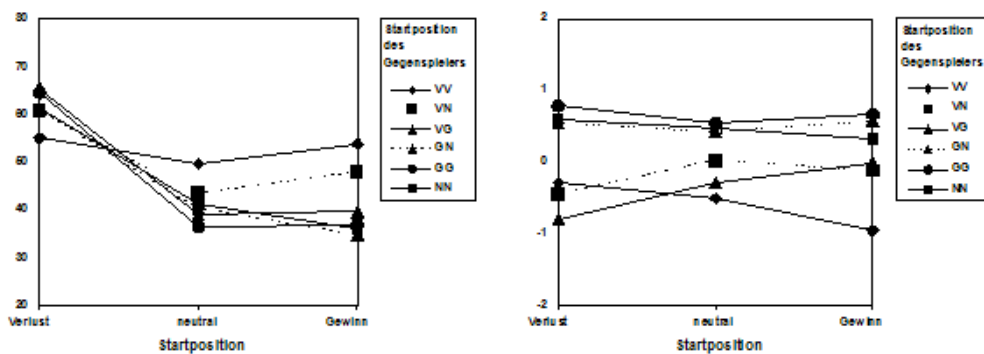 80
70
60
50
40
30
20
Verlust neutral Gewinn
Startposition
Startposition
des
Gegenspielers
VV
VN
VG
GN
GG
NN
2
1
0
-1
-2
Verlust neutral Gewinn
Startposition
Startposition
des
Gegenspielers
VV
VN
VG
GN
GG
NN